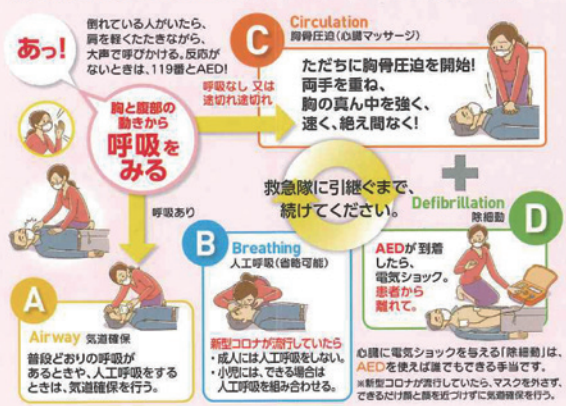 あっ!
倒れている人がいたら、
肩を軽くたたきながら、
大声で呼びかける。反応が
ないときは、119番とAED!
胸と腹部の
動きから
呼吸を
みる
呼吸なし 又は
途切れ途切れ
呼吸あり
C
Circulation
胸骨圧迫(心臓マッサージ)
ただちに胸骨圧迫を開始!
両手を重ね、
胸の真ん中を強く、
速く、絶え間なく!
救急隊に引継ぐまで、
続けてください。
A
Airway 気道確保
普段どおりの呼吸が
あるときや、人工呼吸をする
ときは、気道確保を行う。
B
Breathing
人工呼吸(省略可能)
新型コロナが流行していたら
・成人には人工呼吸をしない。
・小児には、できる場合は
人工呼吸を組み合わせる。
D
Defibrillation
除細動
AEDが到着
したら、
電気ショック。
患者から
離れて。
心臓に電気ショックを与える「除細動」は、
AEDを使えば誰でもできる手当です。
※新型コロナが流行していたら、マスクを外さず、
できるだけ顔と顔を近づけずに気道確保を行う。